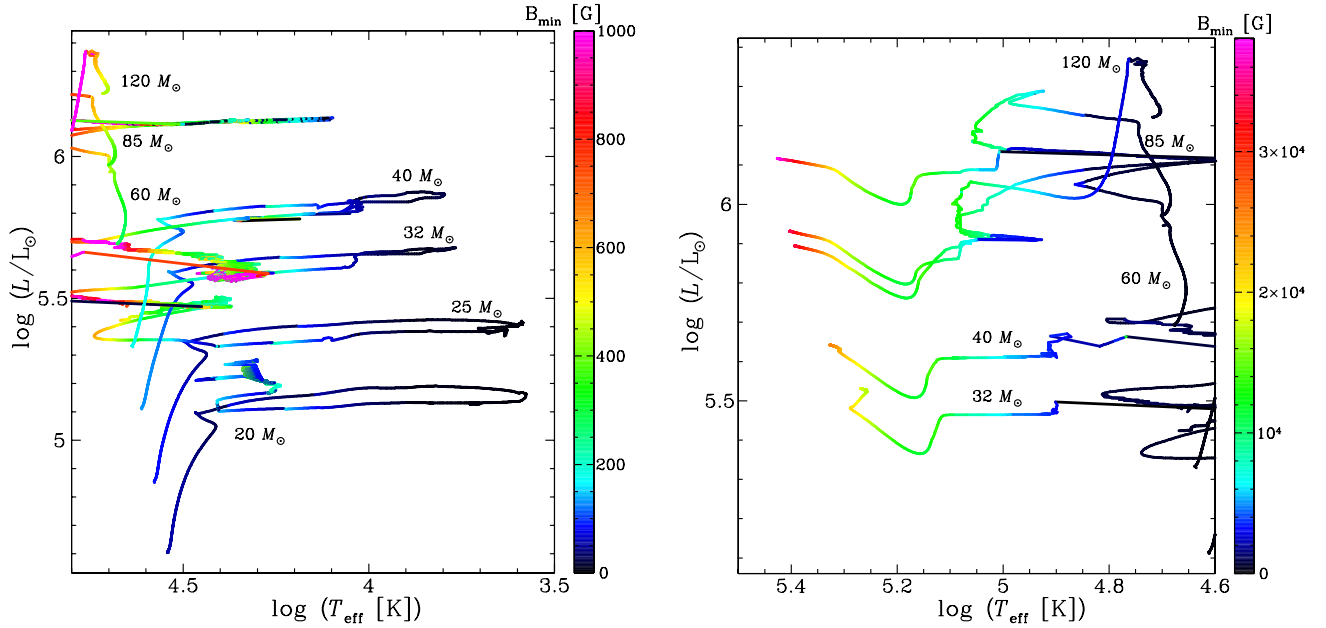 B_min [G]
1000
120 M_⊙
800
85 M_⊙
6
60 M_⊙
40 M_⊙
600
32 M_⊙
log (L/L_⊙)
5.5
25 M_⊙
400
20 M_⊙
5
200
0
4.5
4
3.5
log (T_eff [K])
B_min [G]
120 M_⊙
85 M_⊙
3×10⁴
6
60 M_⊙
2×10⁴
log (L/L_⊙)
40 M_⊙
5.5
32 M_⊙
10⁴
0
5.4
5.2
5
4.8
4.6
log (T_eff [K])